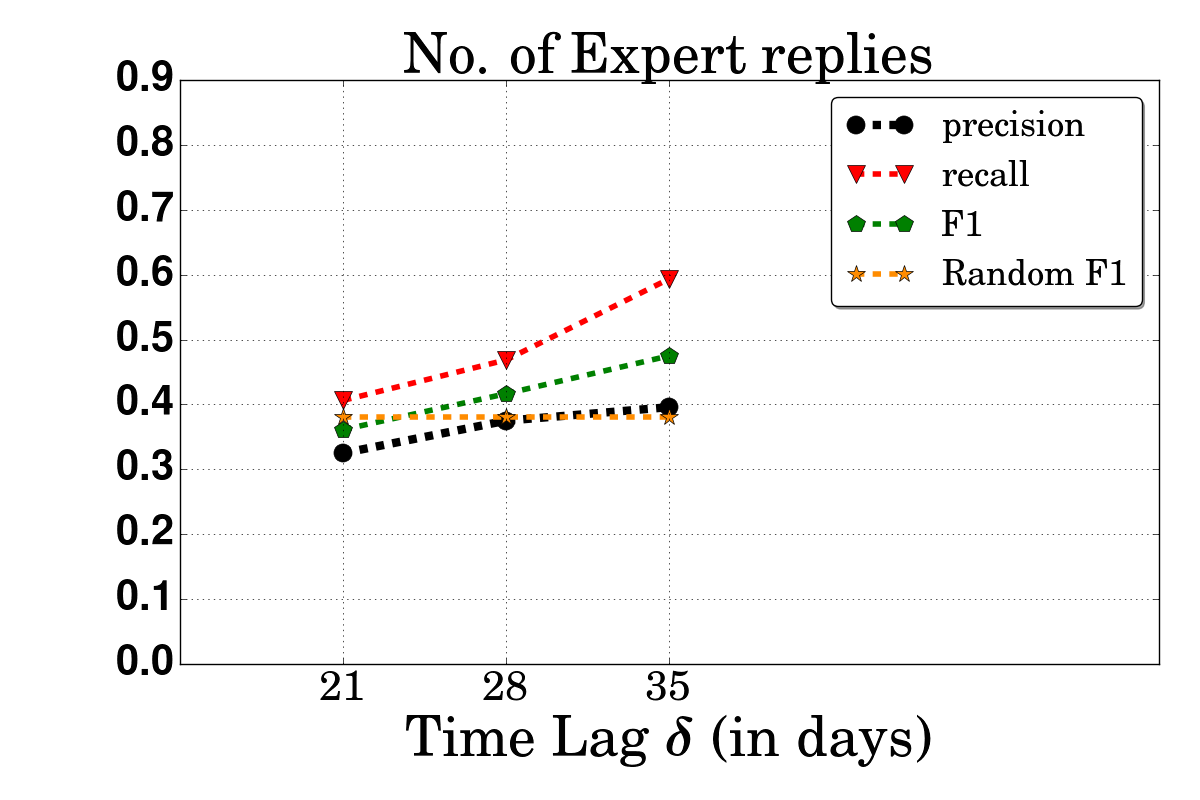 No. of Expert replies
0.9
0.8
0.7
0.6
0.5
0.4
0.3
0.2
0.1
0.0
precision
recall
F1
Random F1
21 28 35
Time Lag δ (in days)